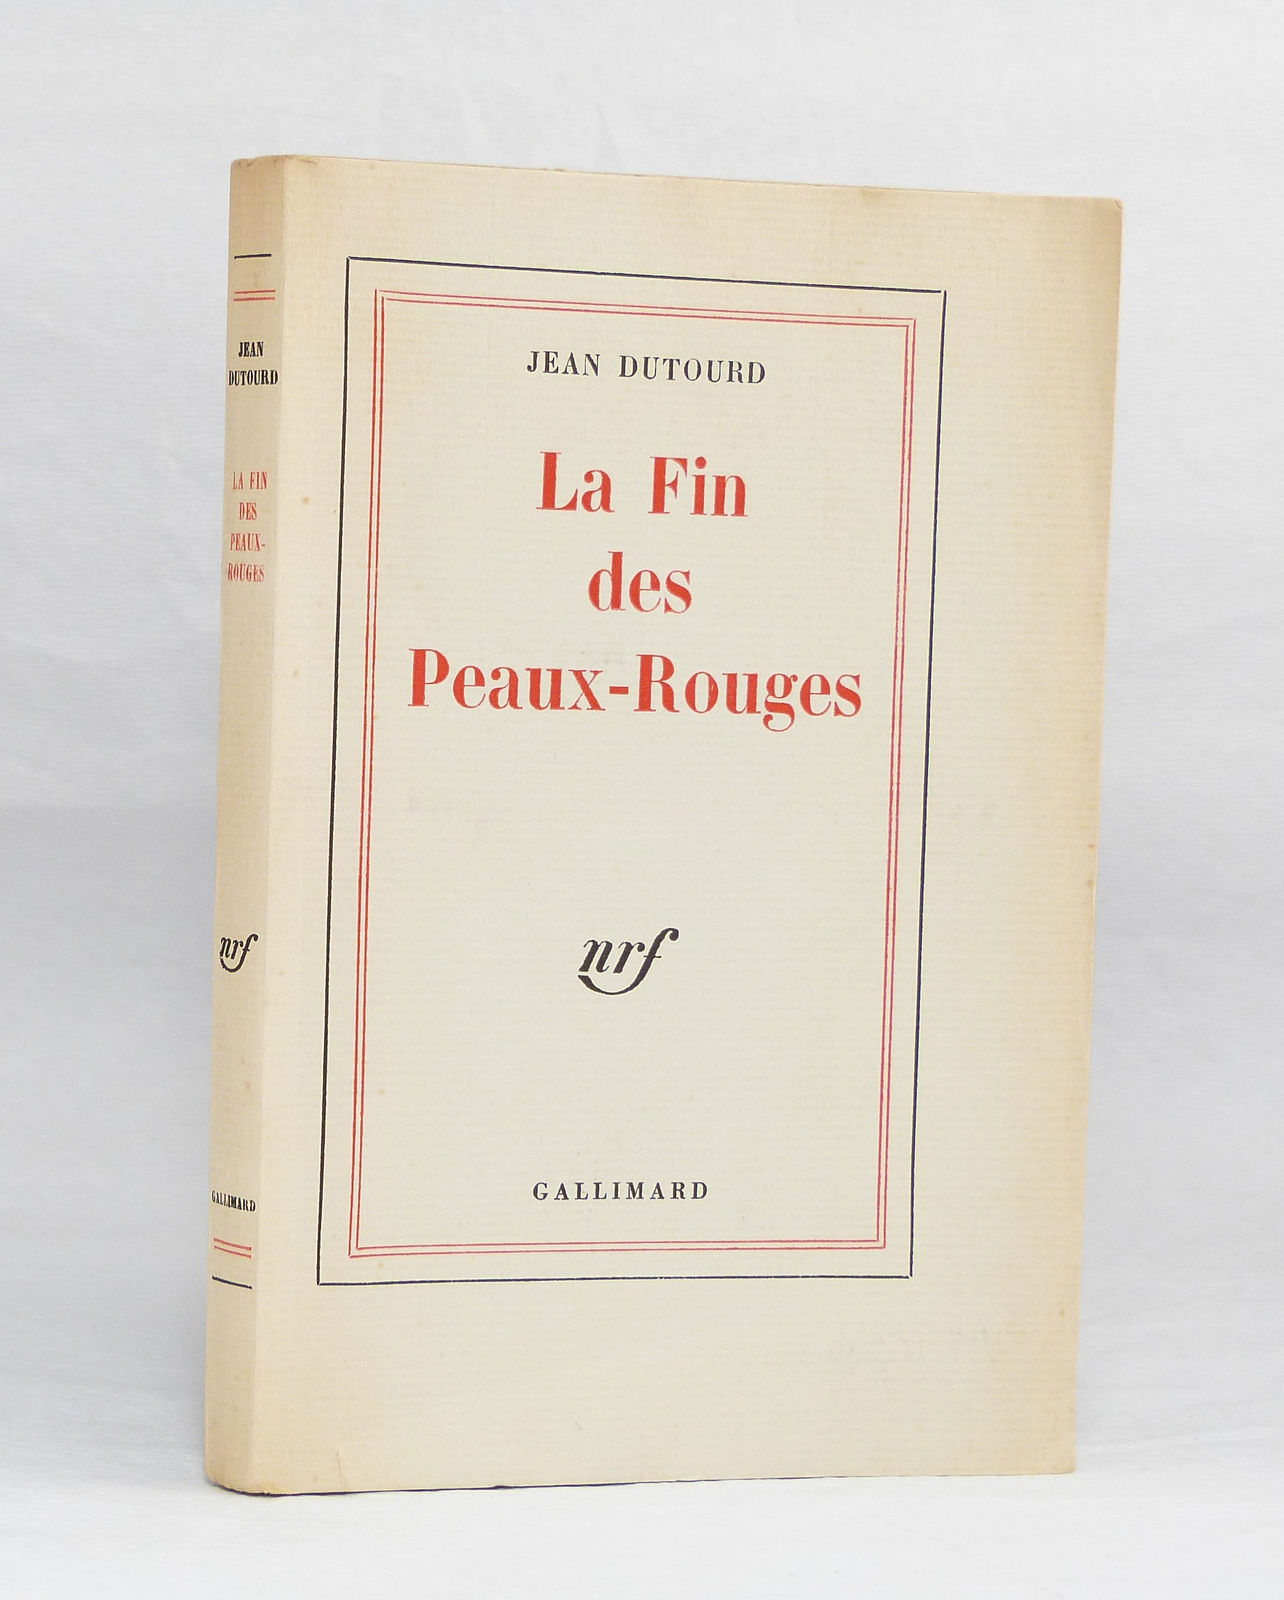 JEAN
DUTOURD
LA FIN
DES
PEAUX-
ROUGES
nrf
GALLIMARD
JEAN DUTOURD
La Fin
des
Peaux-Rouges
nrf
GALLIMARD